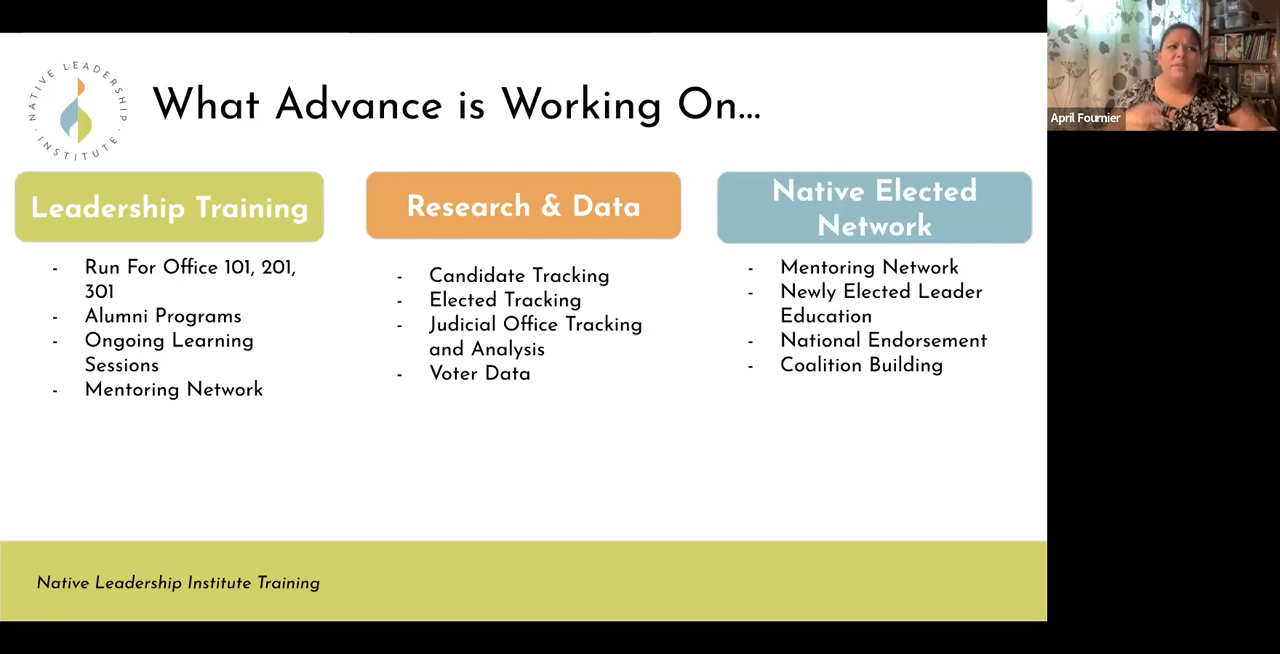 NATIVE LEADERSHIP · INSTITUTE ·
What Advance is Working On...
April Fournier
Leadership Training
- Run For Office 101, 201,
301
- Alumni Programs
- Ongoing Learning
Sessions
- Mentoring Network
Research & Data
- Candidate Tracking
- Elected Tracking
- Judicial Office Tracking
and Analysis
- Voter Data
Native Elected
Network
- Mentoring Network
- Newly Elected Leader
Education
- National Endorsement
- Coalition Building
Native Leadership Institute Training